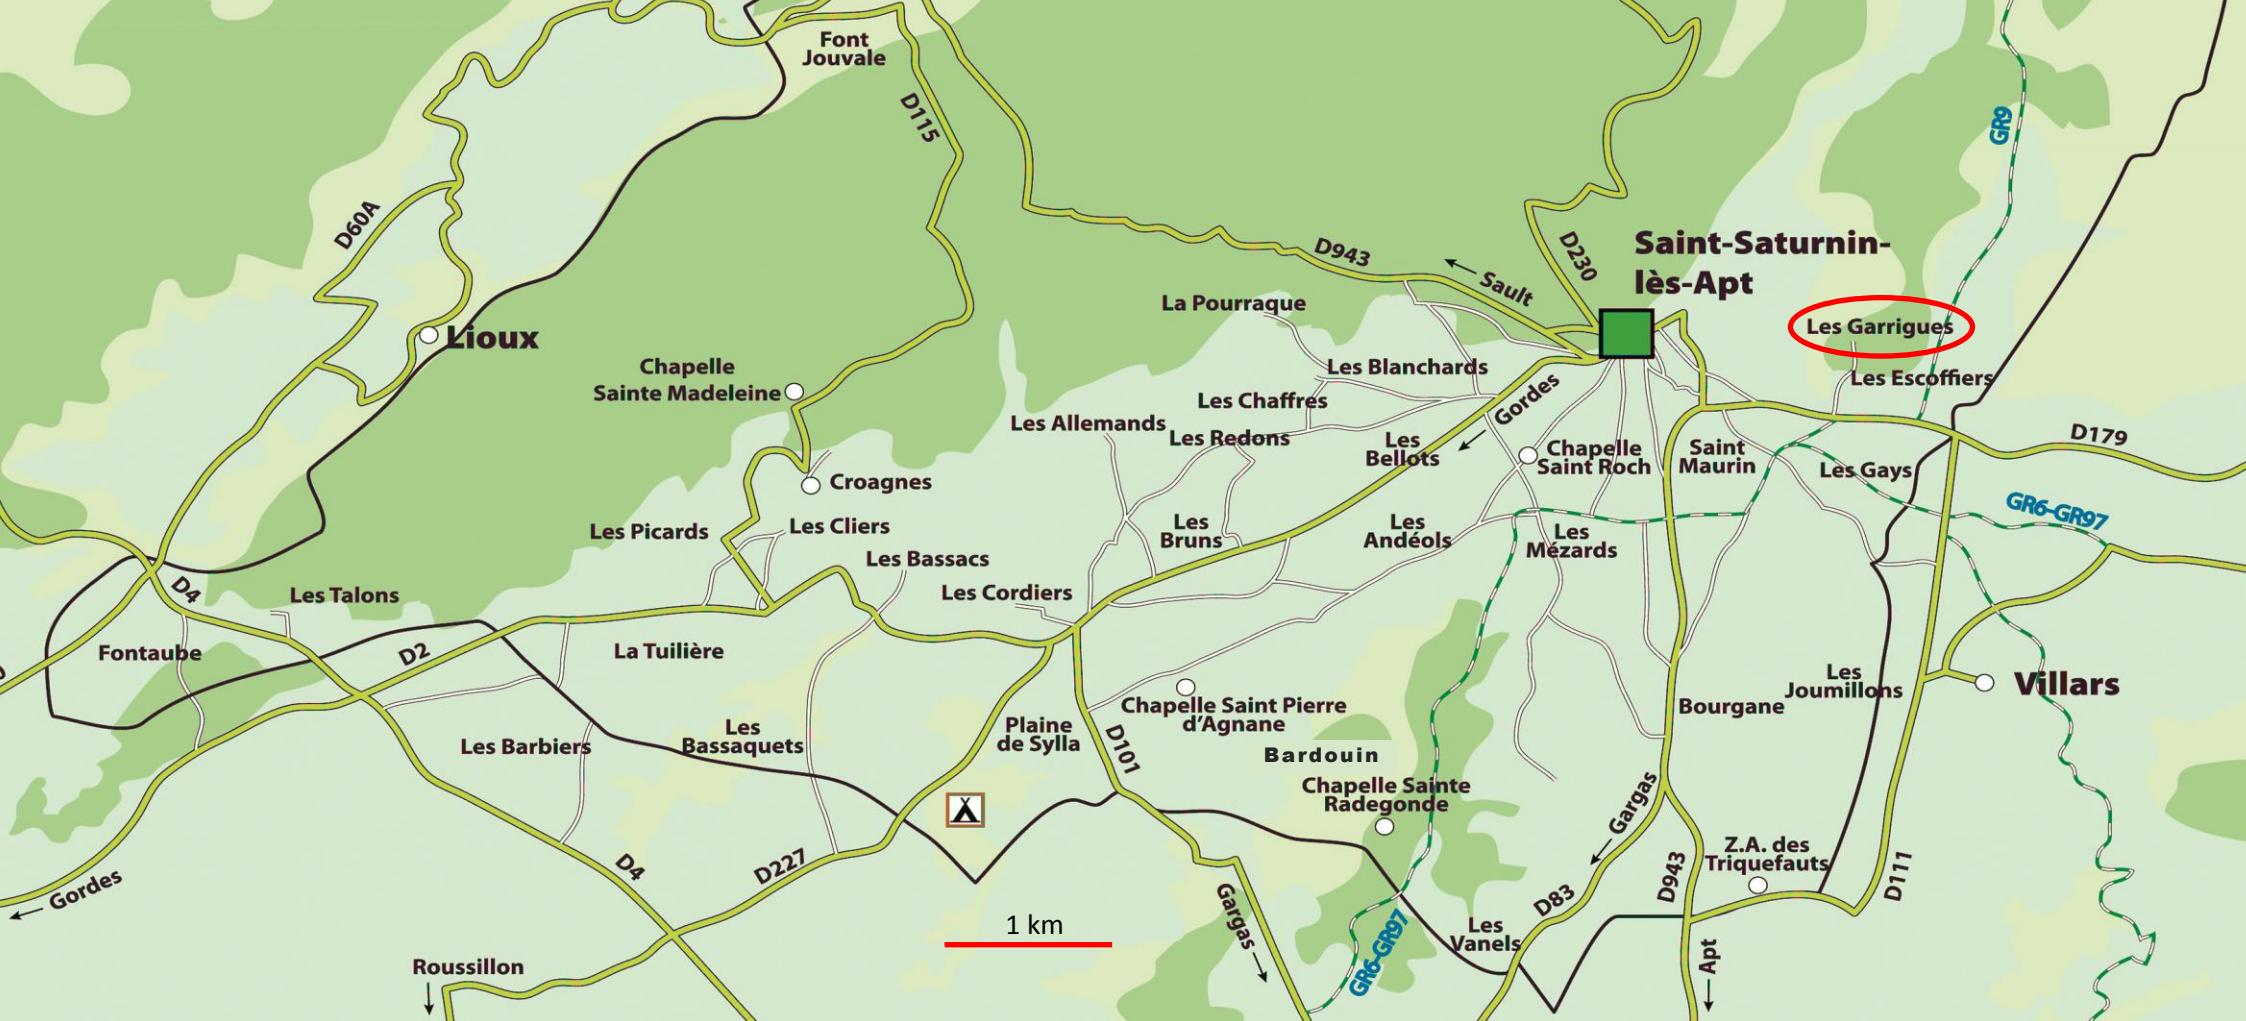 Font
Jouvale
D115
GR9
D60A
D943
Sault
D230
Saint-Saturnin-
lès-Apt
La Pourraque
Les Garrigues
Lioux
Chapelle
Sainte Madeleine
Les Blanchards
Les Escoffiers
Les Chaffres
Gordes
Les Allemands
Les Redons
Les
Bellots
Chapelle
Saint Roch
Saint
Maurin
D179
Les Gays
Croagnes
GR6-GR97
Les Picards
Les Cliers
Les
Bruns
Les
Andéols
Les
Mézards
Les Bassacs
D4
Les Talons
Les Cordiers
Fontaube
D2
La Tuilière
Les
Joumillons
Villars
Chapelle Saint Pierre
d'Agnane
Bourgane
Les Barbiers
Les
Bassaquets
Plaine
de Sylla
D101
Bardouin
Chapelle Sainte
Radegonde
Gargas
Z.A. des
Triquefauts
D4
D227
Gordes
D943
D111
D83
1 km
Gargas
GR6-GR97
Les
Vanels
Apt
Roussillon